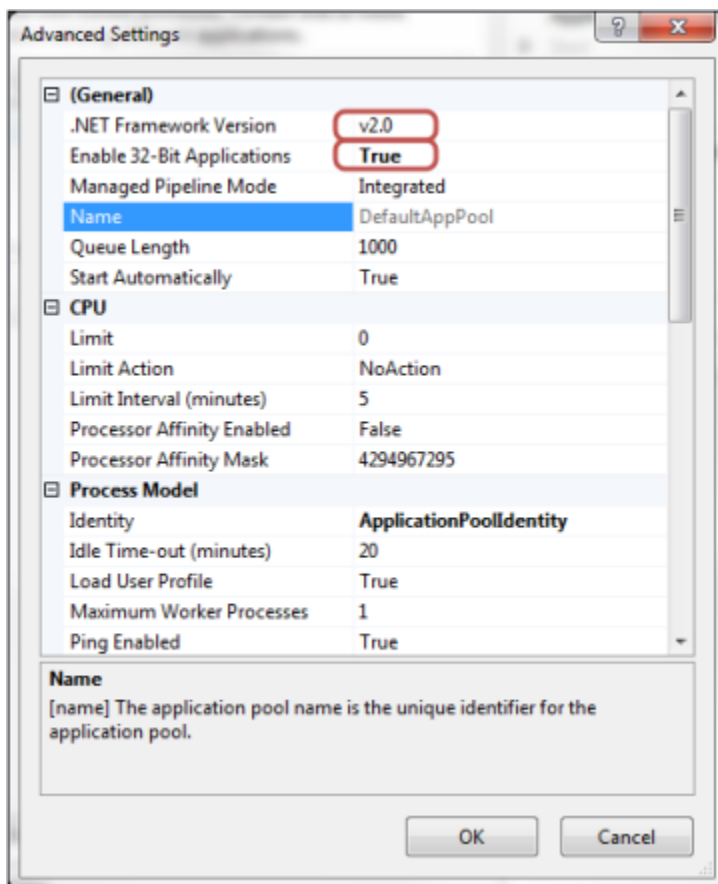 Advanced Settings
(General)
.NET Framework Version v2.0
Enable 32-Bit Applications True
Managed Pipeline Mode Integrated
Name DefaultAppPool
Queue Length 1000
Start Automatically True
CPU
Limit 0
Limit Action NoAction
Limit Interval (minutes) 5
Processor Affinity Enabled False
Processor Affinity Mask 4294967295
Process Model
Identity ApplicationPoolIdentity
Idle Time-out (minutes) 20
Load User Profile True
Maximum Worker Processes 1
Ping Enabled True
Name
[name] The application pool name is the unique identifier for the
application pool.
OK Cancel